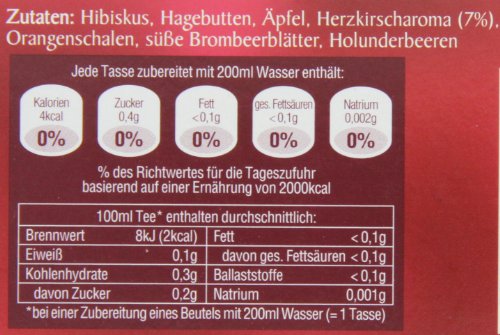 Zutaten: Hibiskus, Hagebutten, Äpfel, Herzkirscharoma (7%),
Orangenschalen, süße Brombeerblätter, Holunderbeeren
Jede Tasse zubereitet mit 200ml Wasser enthält:
Kalorien Zucker Fett ges. Fettsäuren Natrium
4kcal 0,4g <0,1g <0,1g 0,002g
0% 0% 0% 0% 0%
% des Richtwertes für die Tageszufuhr
basierend auf einer Ernährung von 2000kcal
100ml Tee* enthalten durchschnittlich:
Brennwert 8kJ (2kcal) Fett <0,1g
Eiweiß 0,1g davon ges. Fettsäuren <0,1g
Kohlenhydrate 0,3g Ballaststoffe <0,1g
davon Zucker 0,2g Natrium 0,001g
*bei einer Zubereitung eines Beutels mit 200ml Wasser (= 1 Tasse)